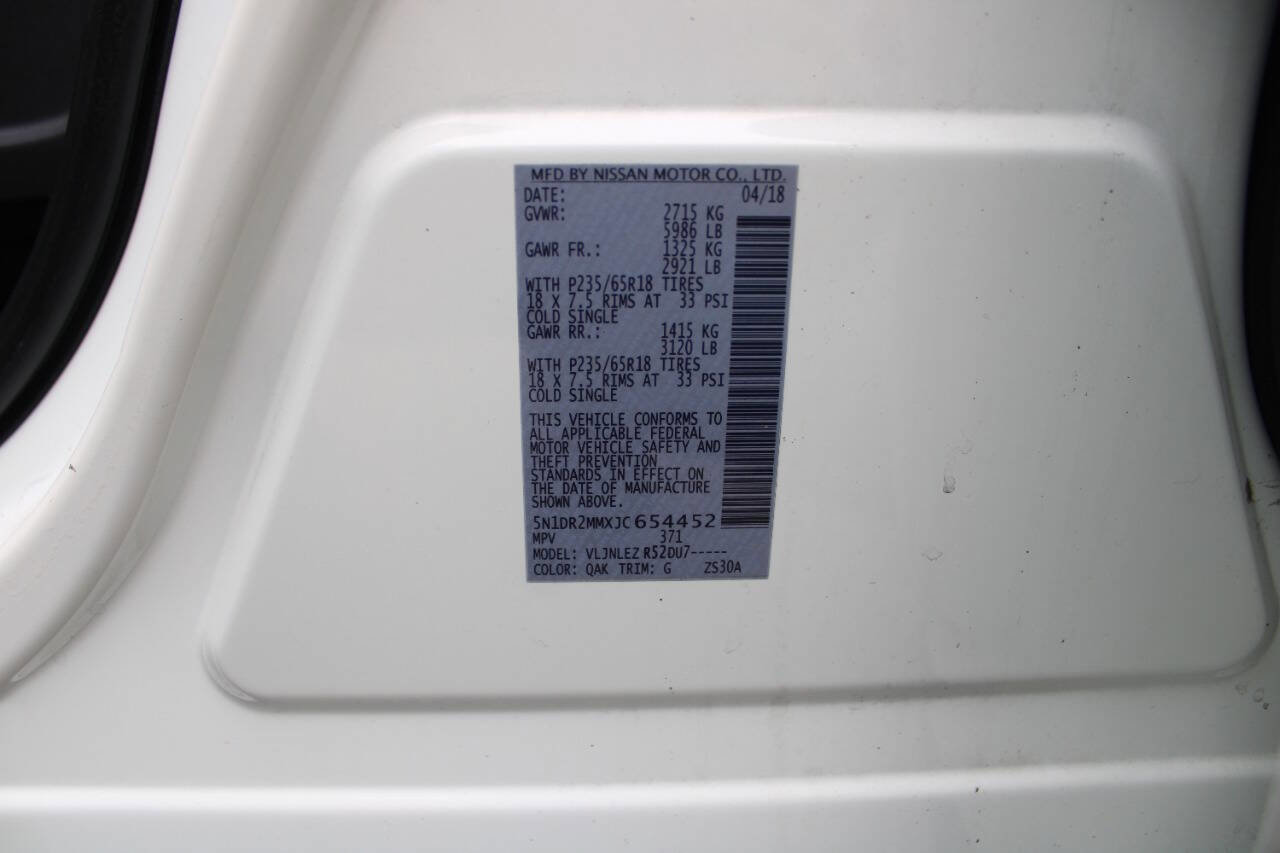 MFD BY NISSAN MOTOR CO., LTD.
DATE: 04/18
GVWR: 2715 KG
5986 LB
GAWR FR.: 1325 KG
2921 LB
WITH P235/65R18 TIRES
18 X 7.5 RIMS AT 33 PSI
COLD SINGLE
GAWR RR.: 1415 KG
3120 LB
WITH P235/65R18 TIRES
18 X 7.5 RIMS AT 33 PSI
COLD SINGLE
THIS VEHICLE CONFORMS TO
ALL APPLICABLE FEDERAL
MOTOR VEHICLE SAFETY AND
THEFT PREVENTION
STANDARDS IN EFFECT ON
THE DATE OF MANUFACTURE
SHOWN ABOVE.
5N1DR2MMXJC654452
MPV 371
MODEL: VLJNLEZ R52DU7-----
COLOR: QAK TRIM: G ZS30A